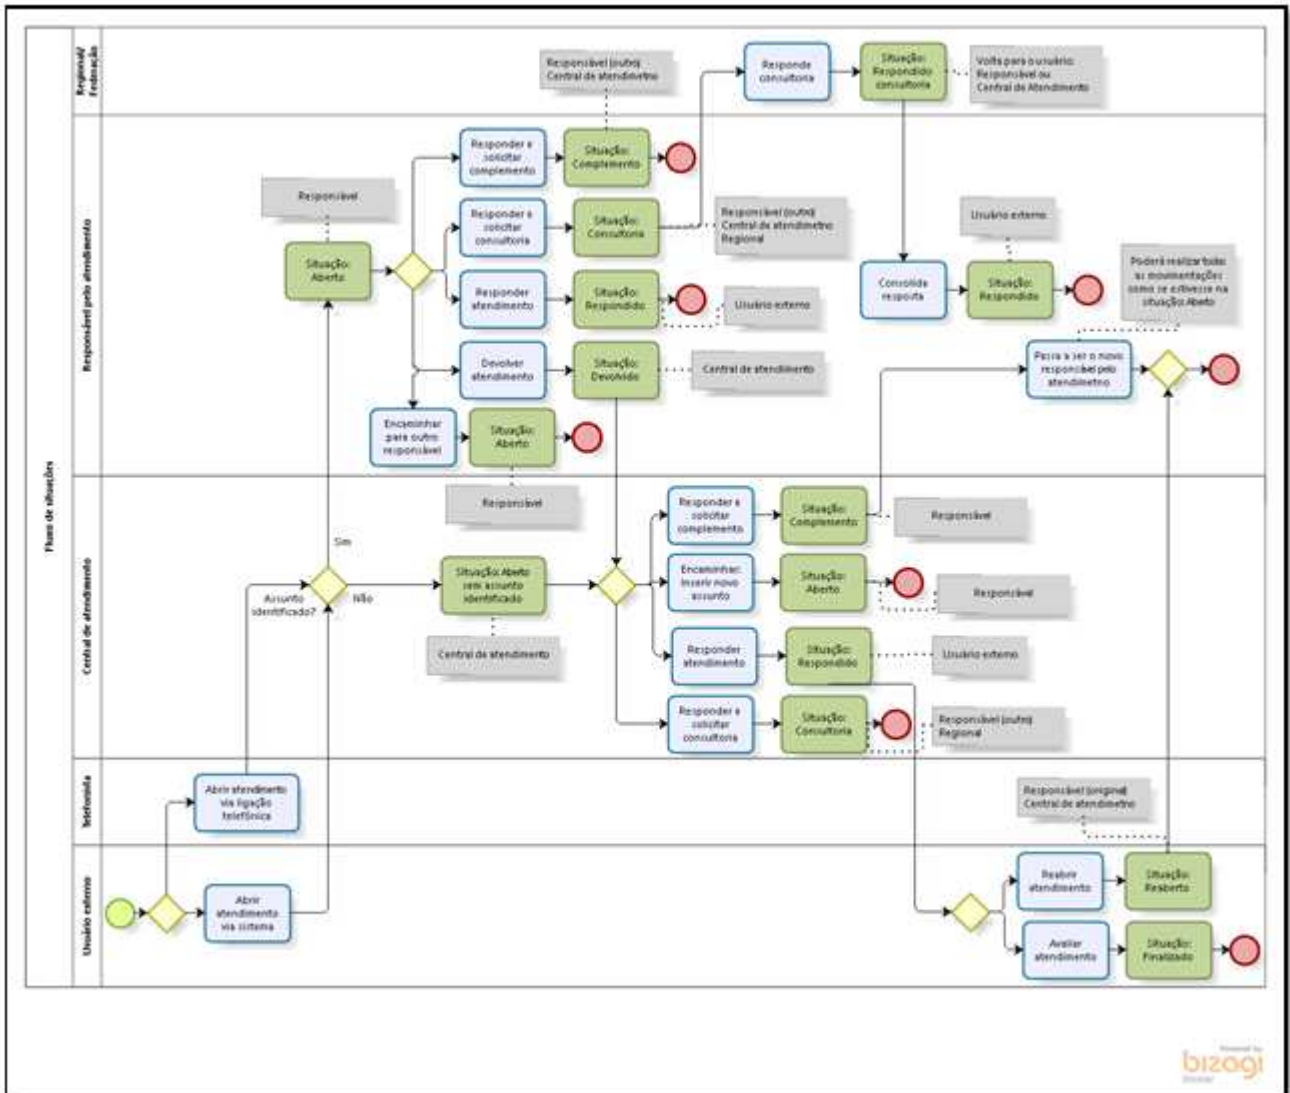 Fluxo de situações
Regional/
Federação
Responsável (outro)
Central de atendimetno
Responde
consultoria
Situação:
Respondido
consultoria
Volta para o usuário:
Responsável ou
Central de Atendimento
Responsável pelo atendimento
Responsável
Situação:
Aberto
Responder e
solicitar
complemento
Situação:
Complemento
Responder e
solicitar
consultoria
Situação:
Consultoria
Responsável (outro)
Central de atendimetno
Regional
Responder
atendimento
Situação:
Respondido
Usuário externo
Devolver
atendimento
Situação:
Devolvido
Central de atendimento
Encaminhar
para outro
responsável
Situação:
Aberto
Responsável
Consolida
resposta
Usuário externo
Situação:
Respondido
Poderá realizar todas
as movimentações
como se estivesse na
situação: Aberto
Passa a ser o novo
responsável pelo
atendimetno
Central de atendimento
Sim
Assunto
identificado?
Não
Situação: Aberto
sem assunto
identificado
Central de atendimento
Responder e
solicitar
complemento
Situação:
Complemento
Responsável
Encaminhar:
Inserir novo
assunto
Situação:
Aberto
Responsável
Responder
atendimento
Situação:
Respondido
Usuário externo
Responder e
solicitar
consultoria
Situação:
Consultoria
Responsável (outro)
Regional
Telefonista
Abrir atendimento
via ligação
telefônica
Responsável (original)
Central de atendimetno
Usuário externo
Abrir
atendimento
via sistema
Reabrir
atendimento
Situação:
Reaberto
Avaliar
atendimento
Situação:
Finalizado
Powered by
bizagi
Modeler